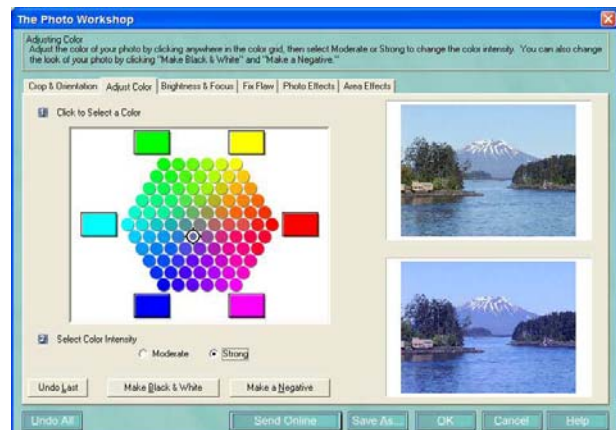 The Photo Workshop
Adjusting Color
Adjust the color of your photo by clicking anywhere in the color grid, then select Moderate or Strong to change the color intensity. You can also change
the look of your photo by clicking "Make Black & White" and "Make a Negative."
Crop & Orientation Adjust Color Brightness & Focus Fix Flaw Photo Effects Area Effects
1 Click to Select a Color
2 Select Color Intensity
Moderate Strong
Undo Last Make Black & White Make a Negative
Undo All Send Online Save As... OK Cancel Help